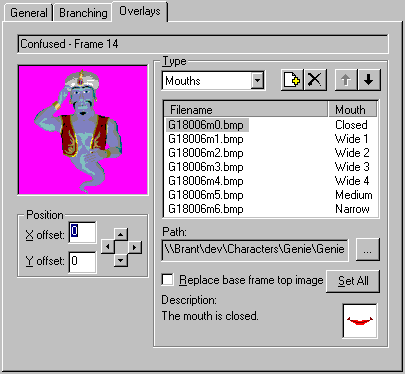 General Branching Overlays
Confused - Frame 14
Type
Mouths
Filename Mouth
G18006m0.bmp Closed
G18006m1.bmp Wide 1
G18006m2.bmp Wide 2
G18006m3.bmp Wide 3
G18006m4.bmp Wide 4
G18006m5.bmp Medium
G18006m6.bmp Narrow
Position
X offset: 0
Y offset: 0
Path:
\\Brant\dev\Characters\Genie\Genie ...
Replace base frame top image Set All
Description:
The mouth is closed.